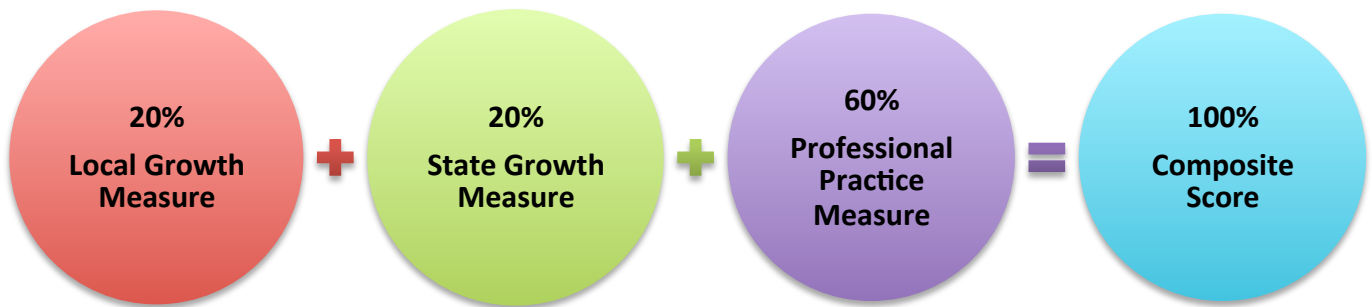 20%
Local Growth
Measure
20%
State Growth
Measure
60%
Professional
Practice
Measure
100%
Composite
Score